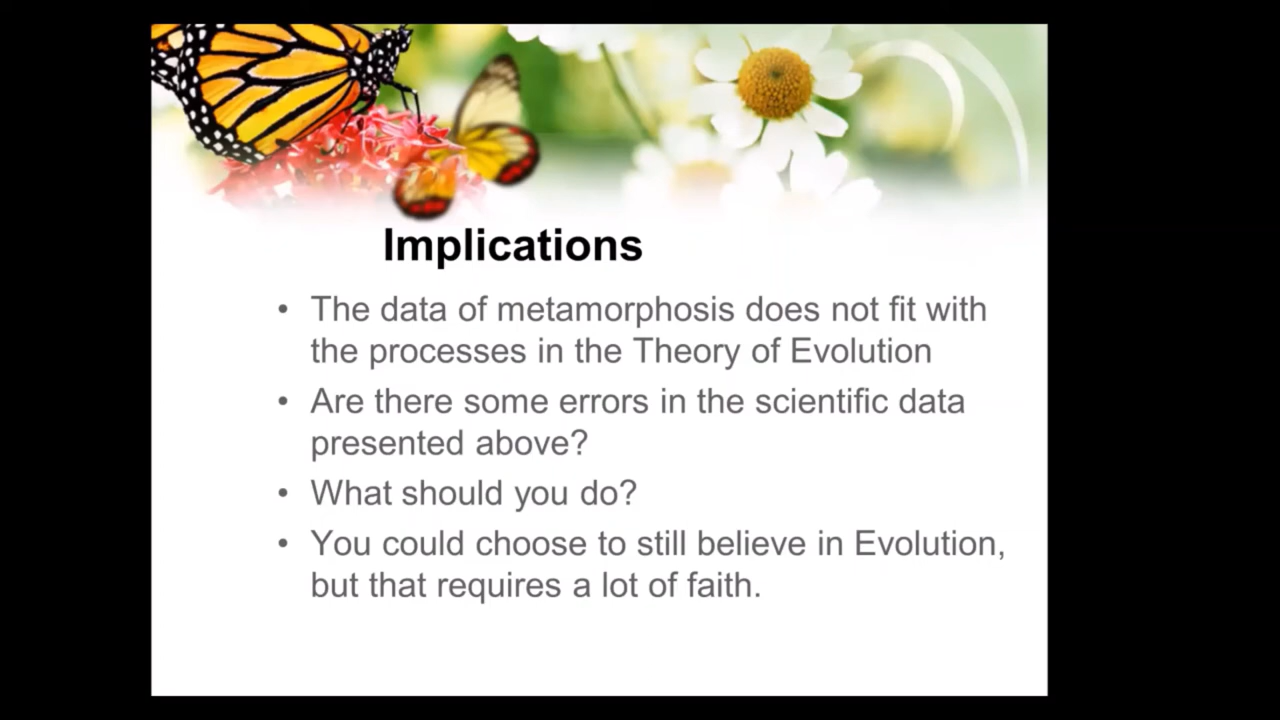 Implications
• The data of metamorphosis does not fit with
the processes in the Theory of Evolution
• Are there some errors in the scientific data
presented above?
• What should you do?
• You could choose to still believe in Evolution,
but that requires a lot of faith.